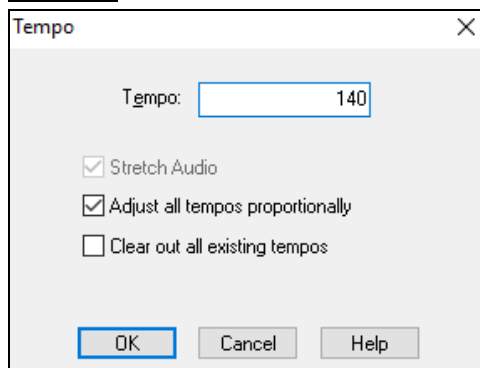 Tempo
Tempo: 140
Stretch Audio
Adjust all tempos proportionally
Clear out all existing tempos
OK Cancel Help